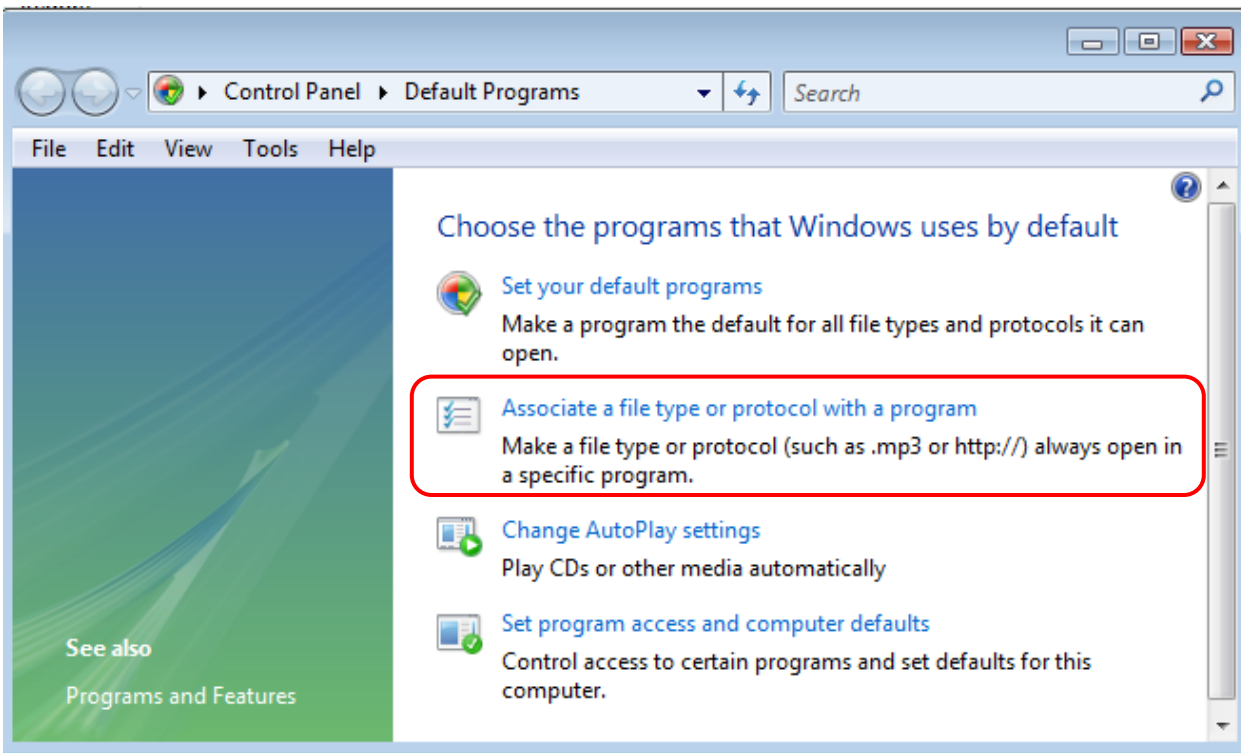 Control Panel Default Programs Search
File Edit View Tools Help
Choose the programs that Windows uses by default
Set your default programs
Make a program the default for all file types and protocols it can
open.
Associate a file type or protocol with a program
Make a file type or protocol (such as .mp3 or http://) always open in
a specific program.
Change AutoPlay settings
Play CDs or other media automatically
Set program access and computer defaults
Control access to certain programs and set defaults for this
computer.
See also
Programs and Features